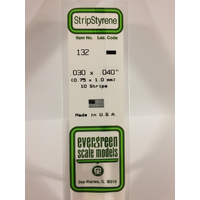 StripStyrene
Item No. Loc. Code
132
.030 x .040"
(0.75 x 1.0 mm)
10 Strips
Made in U.S.A.
evergreen
scale models
Des Plaines, IL 60018